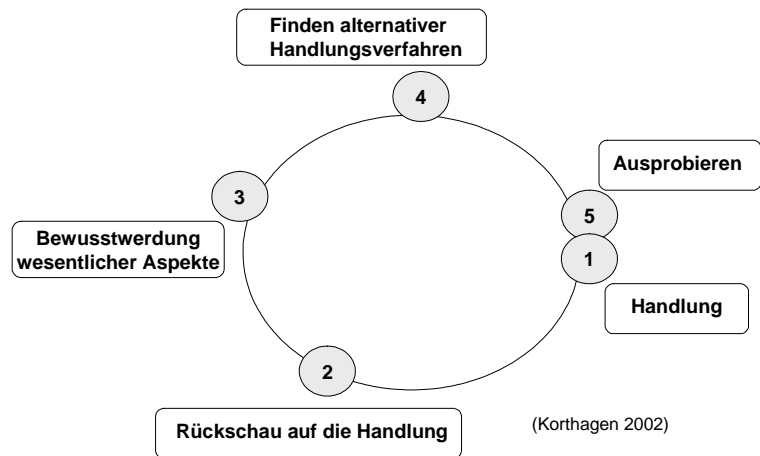 Finden alternativer
Handlungsverfahren
4
Ausprobieren
3
5
Bewusstwerdung
wesentlicher Aspekte
1
Handlung
2
Rückschau auf die Handlung
(Korthagen 2002)